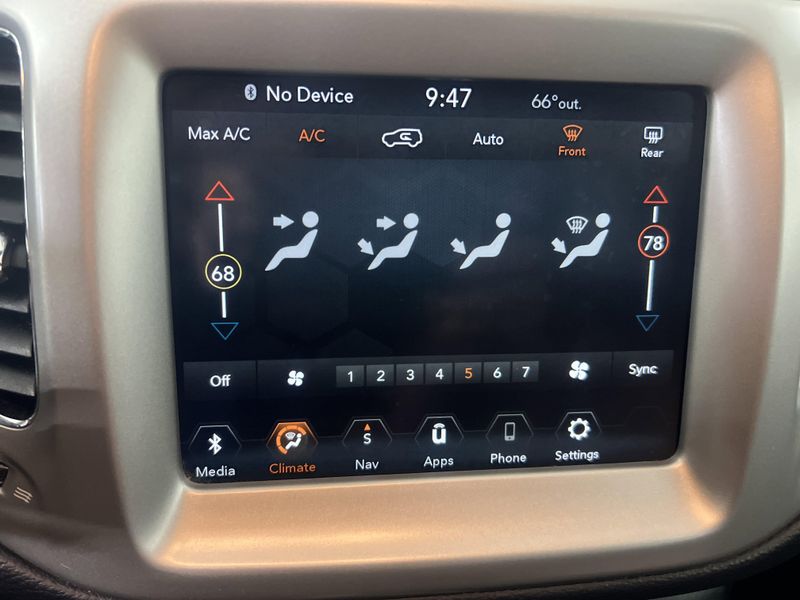 No Device 9:47 66°out.
Max A/C A/C Auto Front Rear
68 78
Off 1 2 3 4 5 6 7 Sync
S
Media Climate Nav Apps Phone Settings